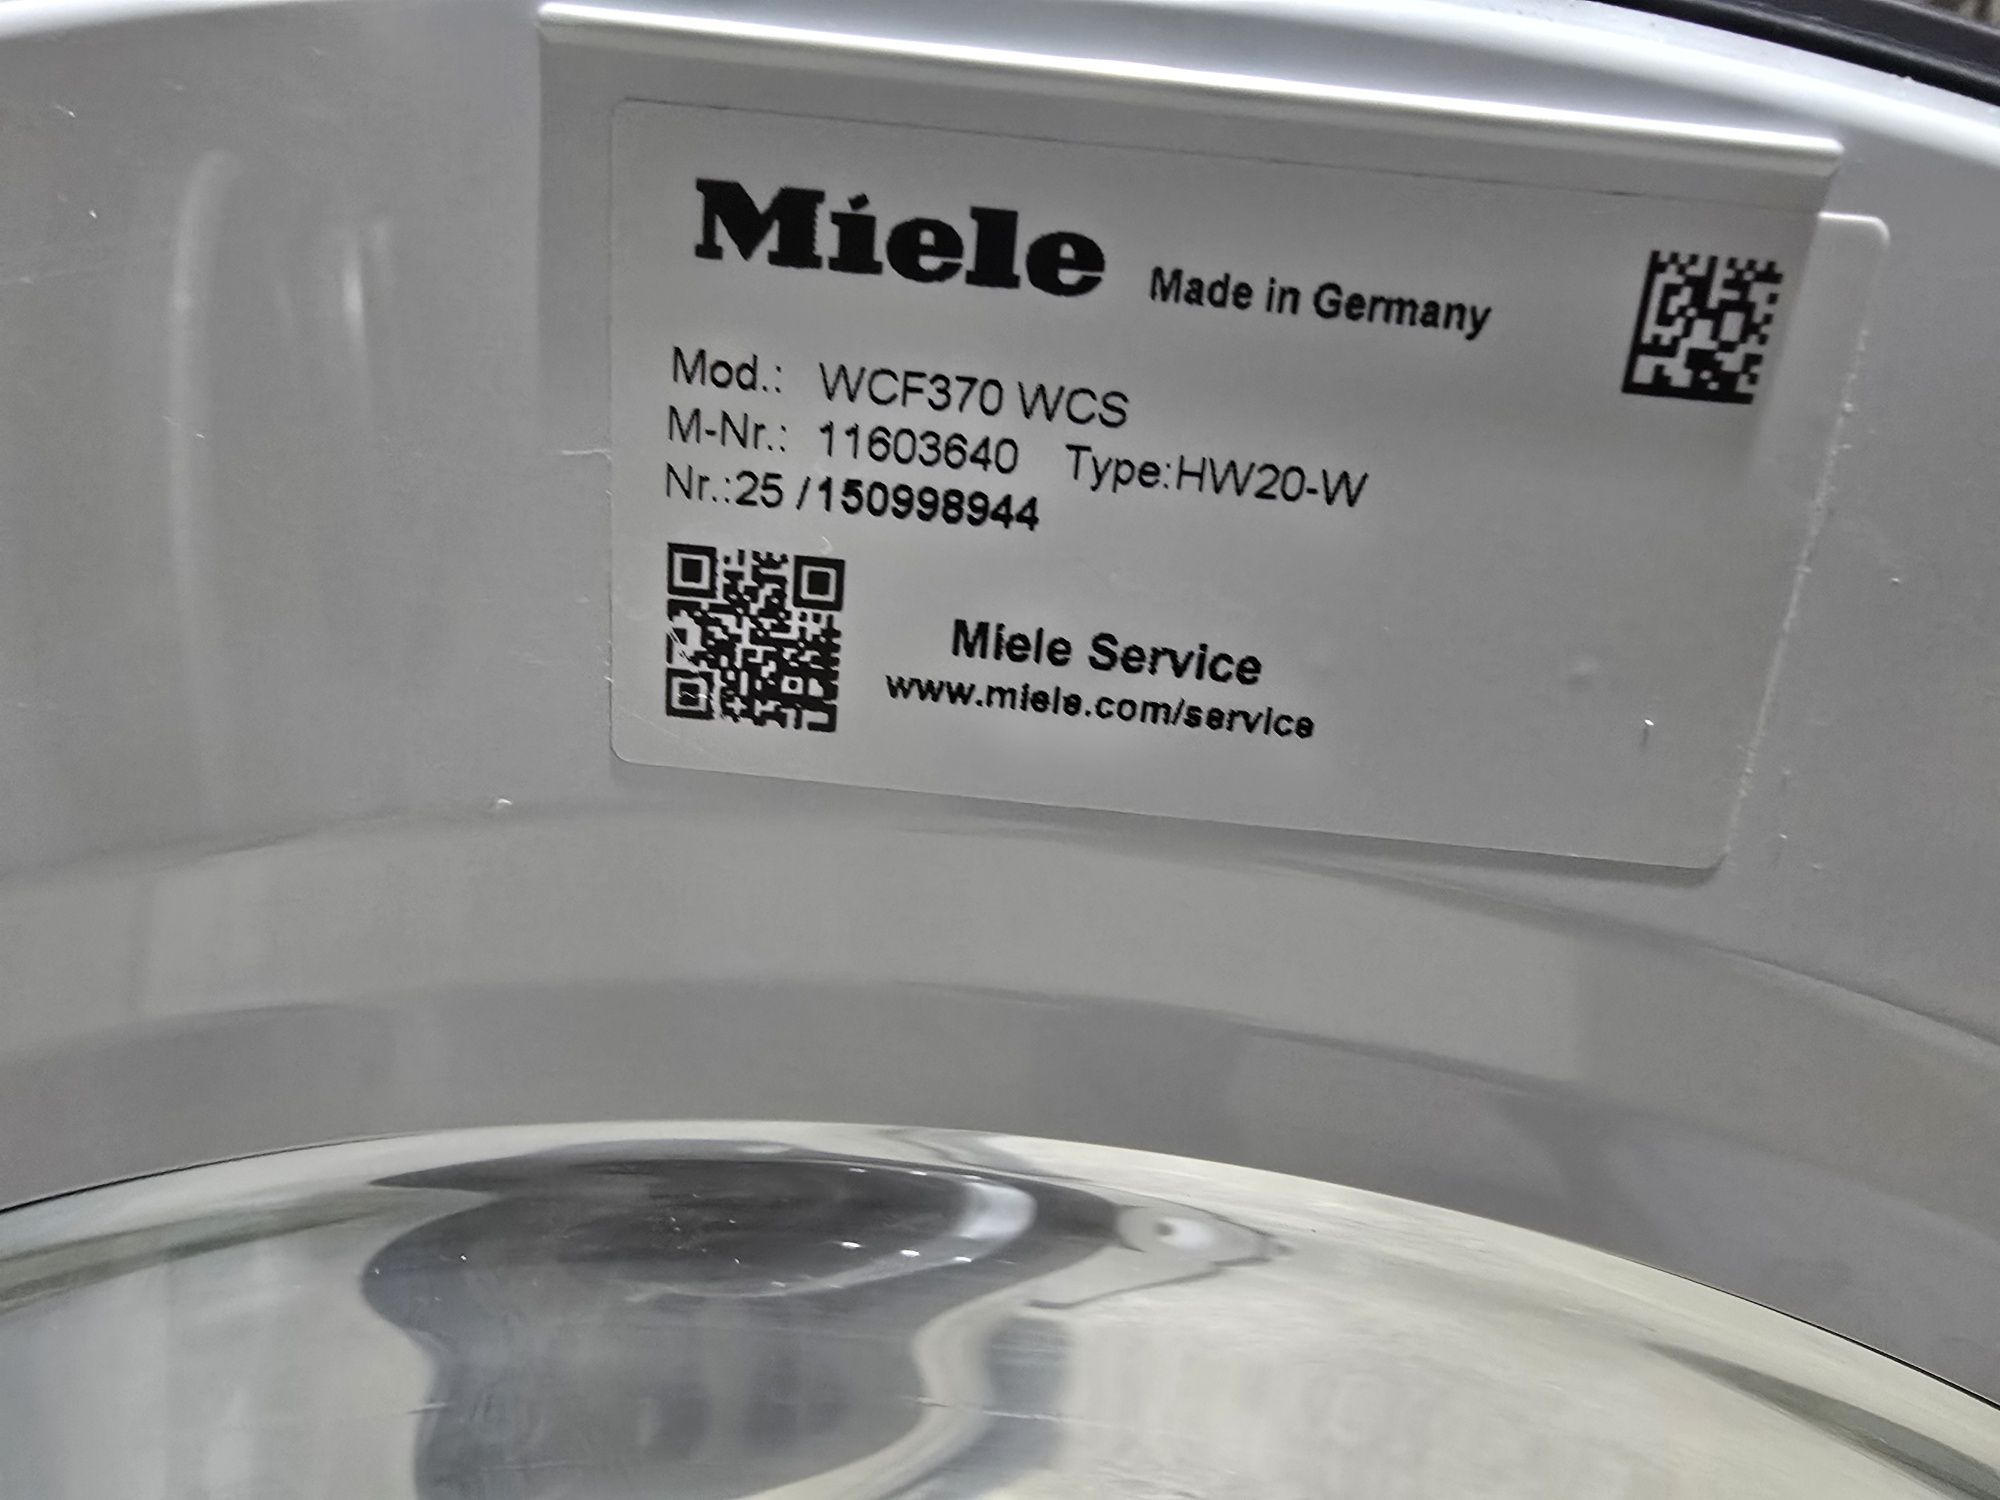 Miele Made in Germany
Mod.: WCF370 WCS
M-Nr.: 11603640 Type:HW20-W
Nr.:25 /150998944
Miele Service
www.miele.com/service